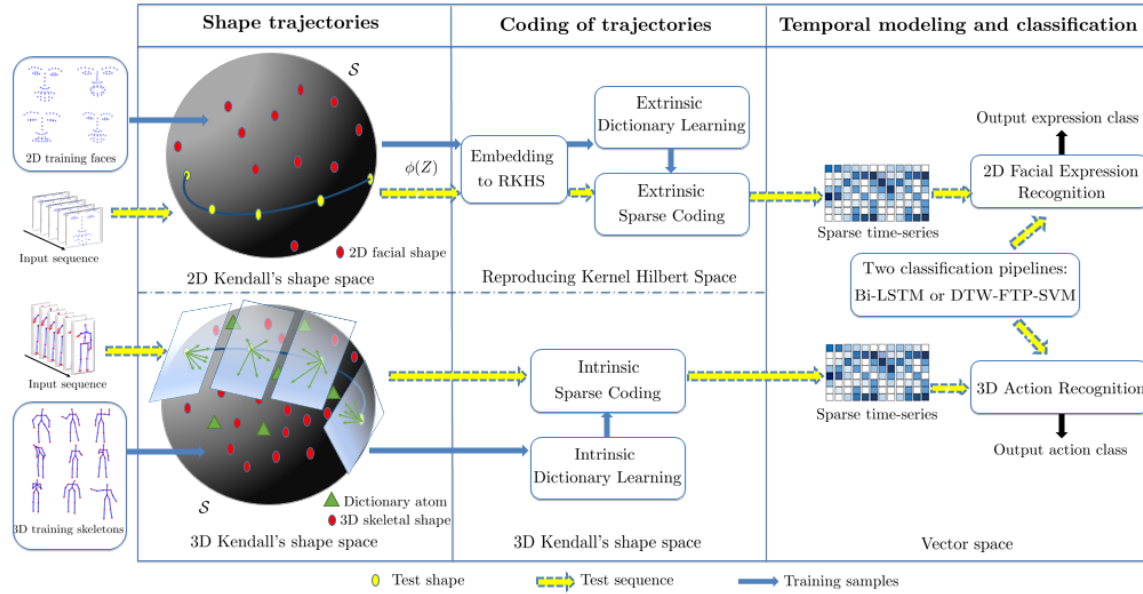 Shape trajectories
Coding of trajectories
Temporal modeling and classification
2D training faces
Input sequence
S
2D facial shape
2D Kendall's shape space
ϕ(Z)
Embedding
to RKHS
Extrinsic
Dictionary Learning
Extrinsic
Sparse Coding
Reproducing Kernel Hilbert Space
Sparse time-series
Output expression class
2D Facial Expression
Recognition
Two classification pipelines:
Bi-LSTM or DTW-FTP-SVM
Input sequence
3D training skeletons
S
Dictionary atom
3D skeletal shape
3D Kendall's shape space
Intrinsic
Sparse Coding
Intrinsic
Dictionary Learning
3D Kendall's shape space
Sparse time-series
3D Action Recognition
Output action class
Vector space
Test shape
Test sequence
Training samples